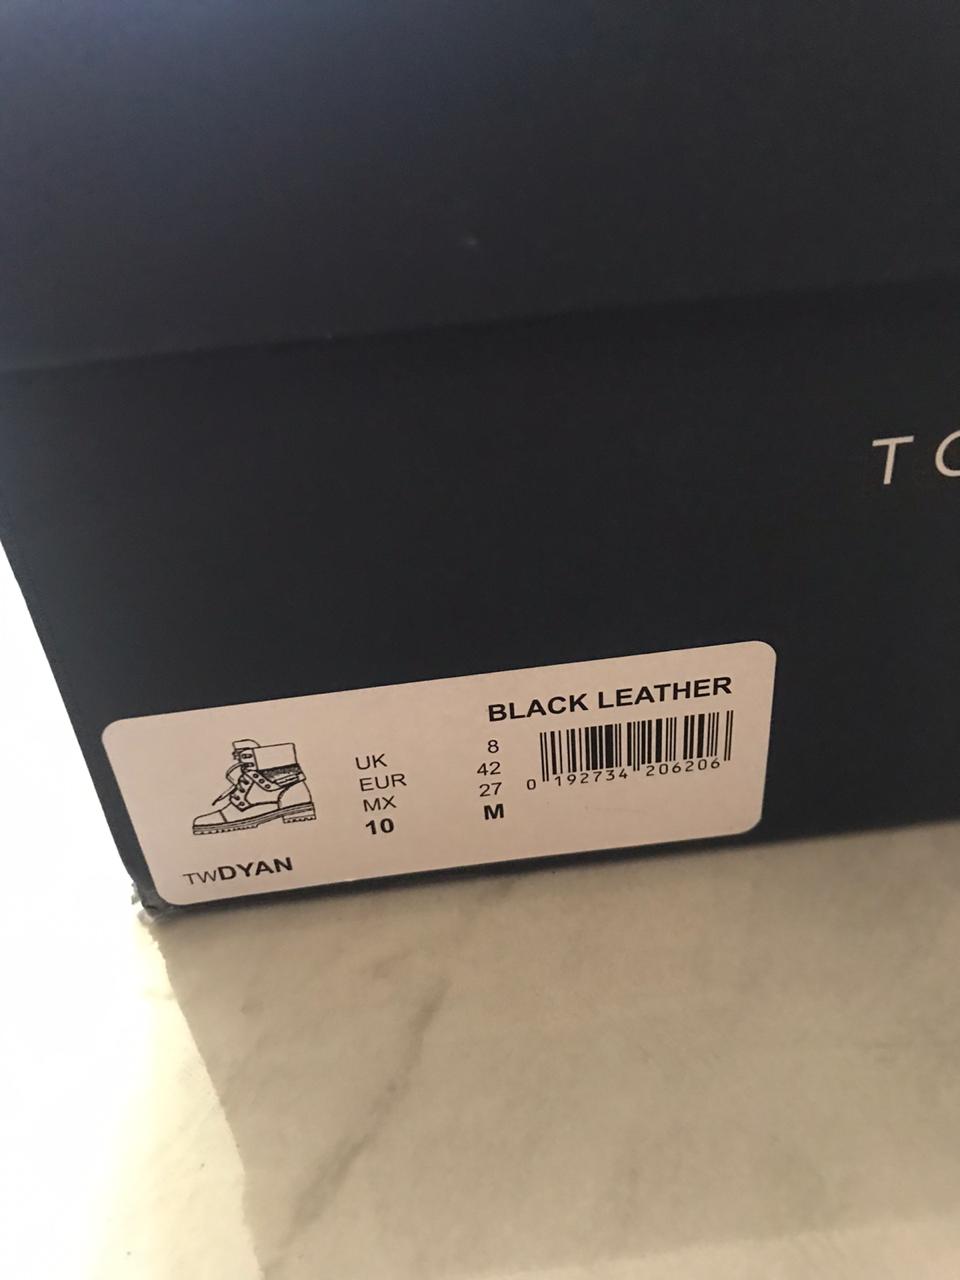 TO
BLACK LEATHER
UK 8
EUR 42
MX 27
10 M
0 192734 206206
TWDYAN